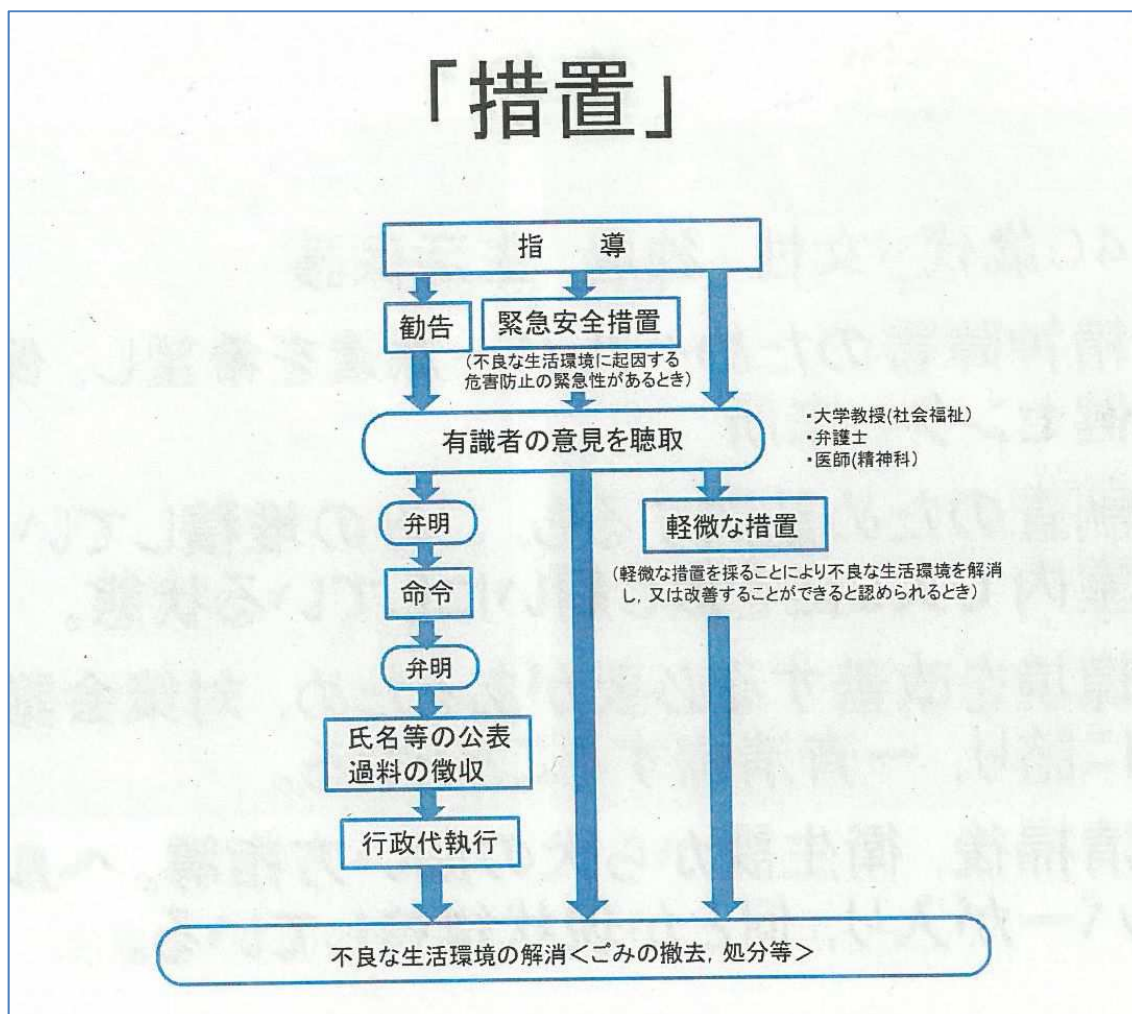 「措置」
指　　導
勧告
緊急安全措置
(不良な生活環境に起因する
危害防止の緊急性があるとき)
有識者の意見を聴取
・大学教授(社会福祉)
・弁護士
・医師(精神科)
弁明
軽微な措置
(軽微な措置を採ることにより不良な生活環境を解消
し，又は改善することができると認められるとき)
命令
弁明
氏名等の公表
過料の徴収
行政代執行
不良な生活環境の解消＜ごみの撤去，処分等＞